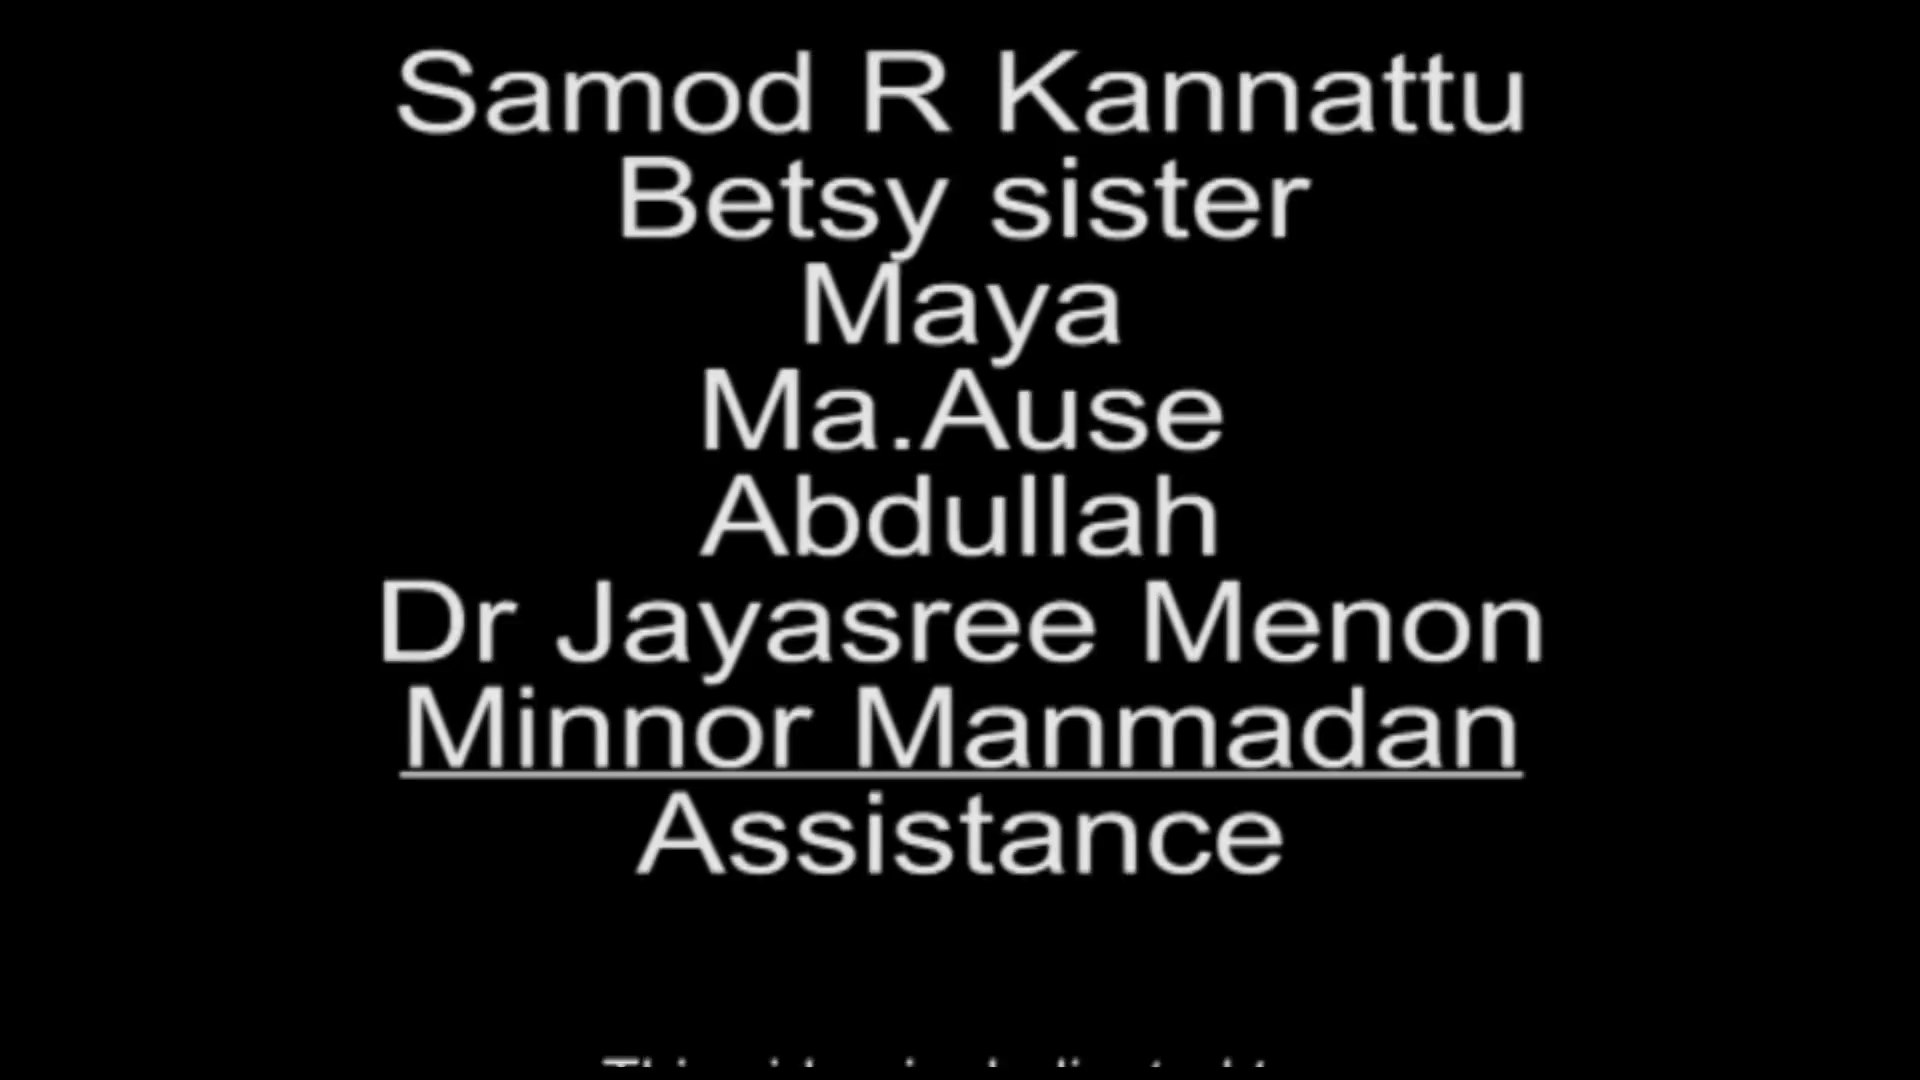 Samod R Kannattu
Betsy sister
Maya
Ma.Ause
Abdullah
Dr Jayasree Menon
Minnor Manmadan
Assistance